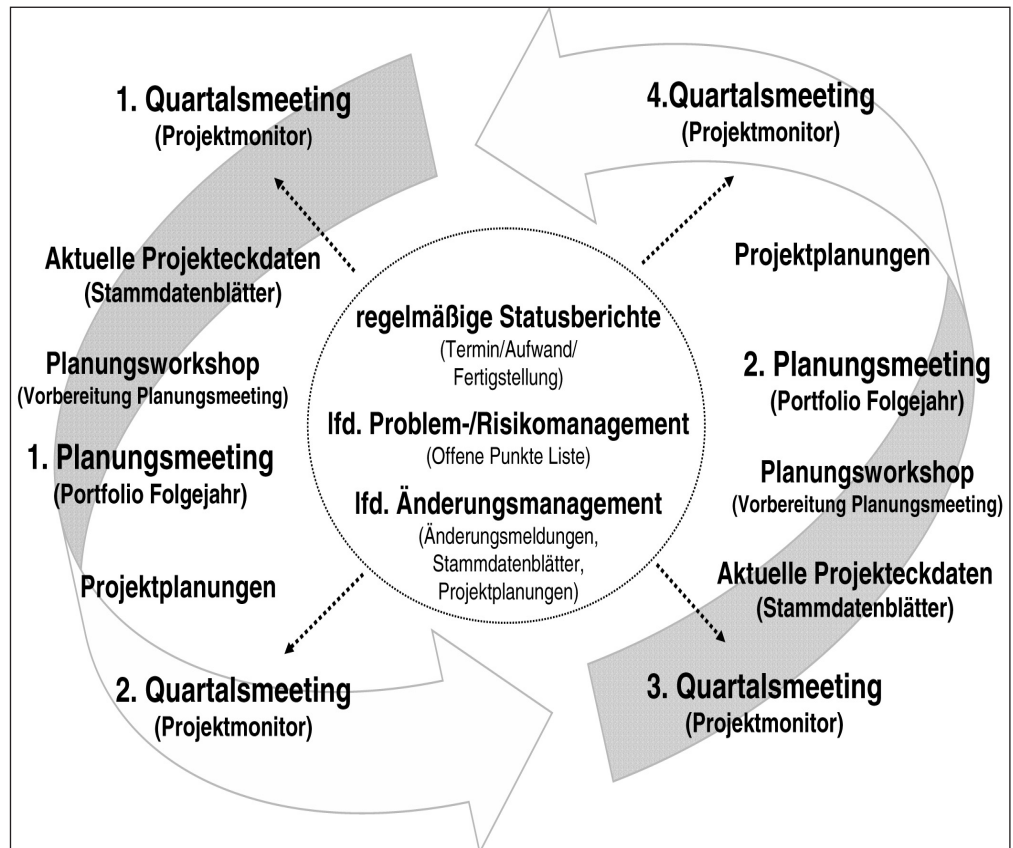 1. Quartalsmeeting
(Projektmonitor)
Aktuelle Projekteckdaten
(Stammdatenblätter)
Planungsworkshop
(Vorbereitung Planungsmeeting)
1. Planungsmeeting
(Portfolio Folgejahr)
Projektplanungen
2. Quartalsmeeting
(Projektmonitor)
regelmäßige Statusberichte
(Termin/Aufwand/
Fertigstellung)
lfd. Problem-/Risikomanagement
(Offene Punkte Liste)
lfd. Änderungsmanagement
(Änderungsmeldungen,
Stammdatenblätter,
Projektplanungen)
4.Quartalsmeeting
(Projektmonitor)
Projektplanungen
2. Planungsmeeting
(Portfolio Folgejahr)
Planungsworkshop
(Vorbereitung Planungsmeeting)
Aktuelle Projekteckdaten
(Stammdatenblätter)
3. Quartalsmeeting
(Projektmonitor)